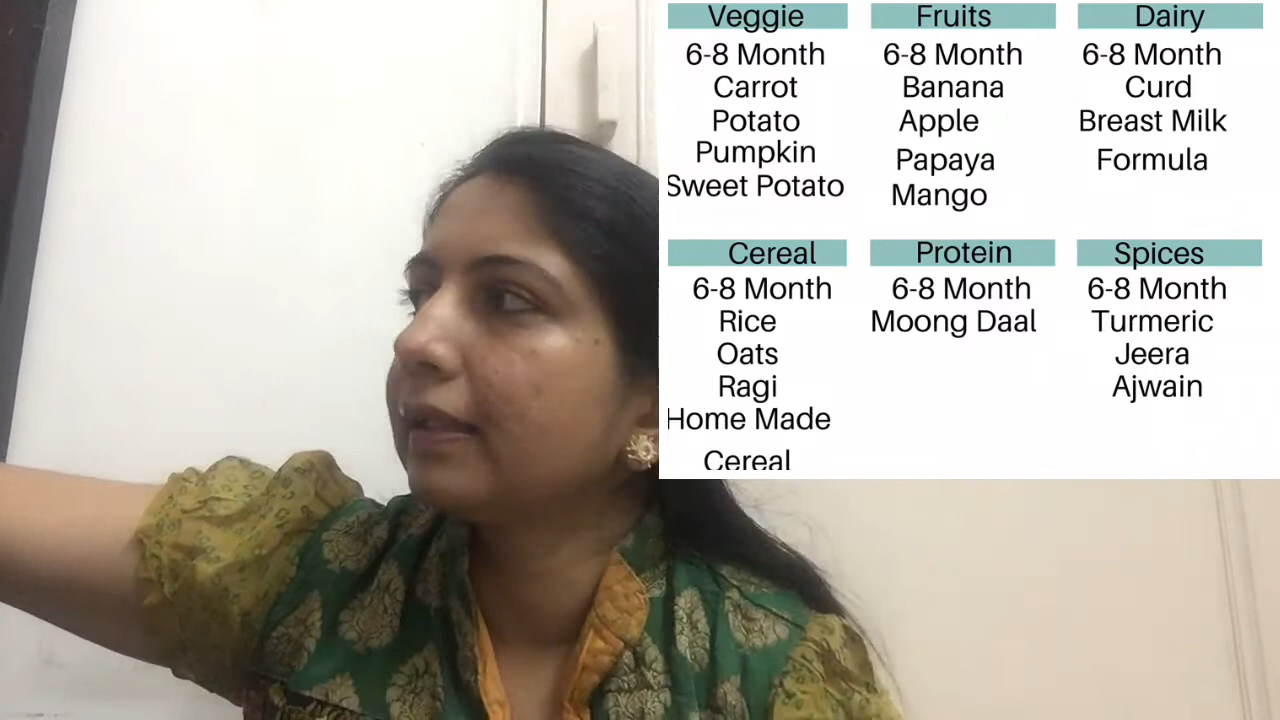 Veggie
6-8 Month
Carrot
Potato
Pumpkin
Sweet Potato
Fruits
6-8 Month
Banana
Apple
Papaya
Mango
Dairy
6-8 Month
Curd
Breast Milk
Formula
Cereal
6-8 Month
Rice
Oats
Ragi
Home Made
Cereal
Protein
6-8 Month
Moong Daal
Spices
6-8 Month
Turmeric
Jeera
Ajwain